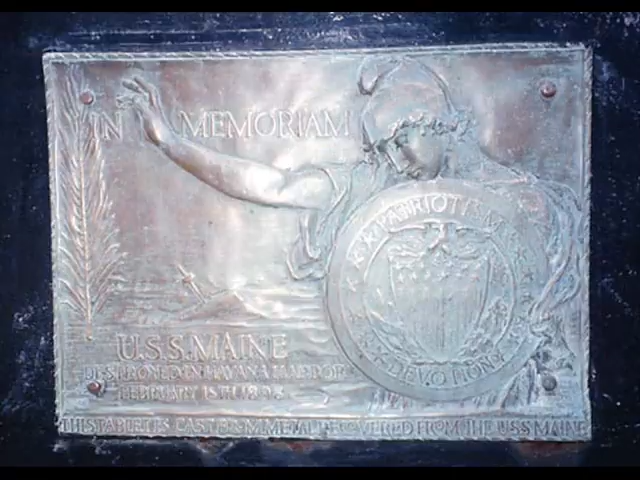 IN MEMORIAM
PATRIOTISM
DEVOTION
U.S.S. MAINE
DESTROYED IN HAVANA HARBOR
FEBRUARY 15TH 1898
THIS TABLET IS CAST FROM METAL RECOVERED FROM THE U.S.S. MAINE